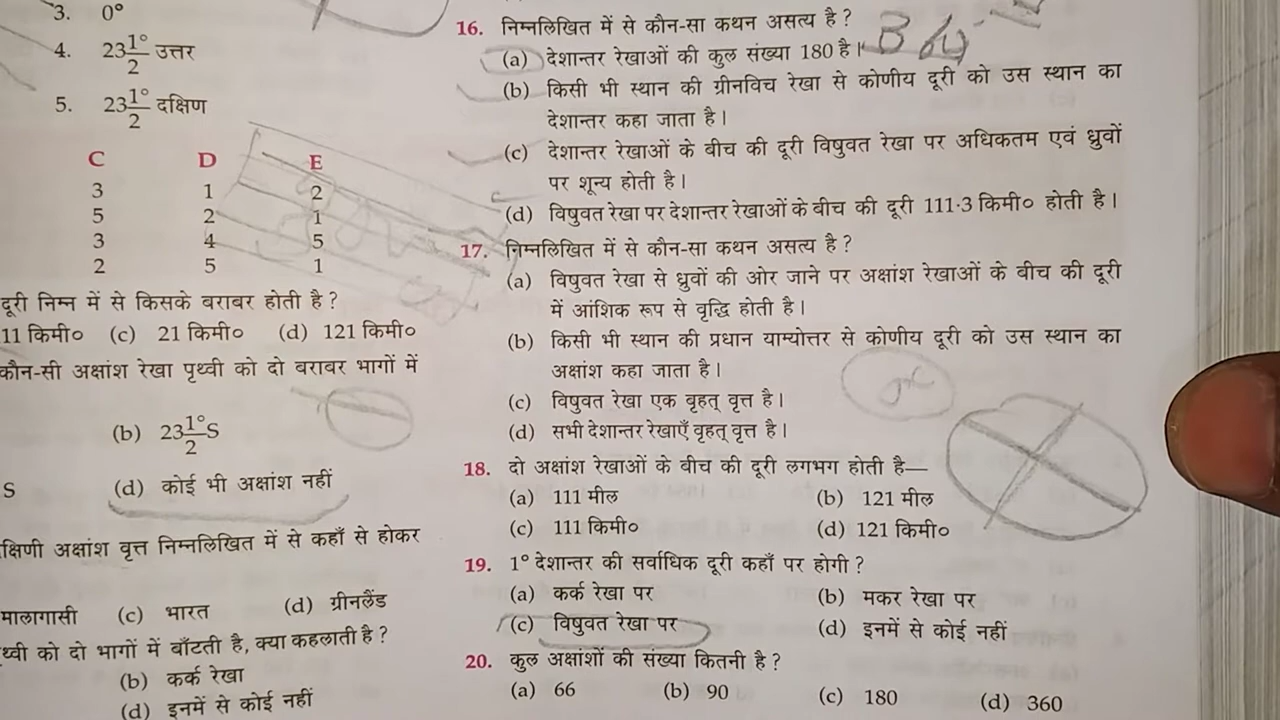 3. 0°
4. 23 1/2° उत्तर
5. 23 1/2° दक्षिण
C D E
3 1 2
5 2 1
3 4 5
2 5 1
दूरी निम्न में से किसके बराबर होती है ?
11 किमी० (c) 21 किमी० (d) 121 किमी०
कौन-सी अक्षांश रेखा पृथ्वी को दो बराबर भागों में
(b) 23 1/2° S
S (d) कोई भी अक्षांश नहीं
क्षिणी अक्षांश वृत्त निम्नलिखित में से कहाँ से होकर
मालागासी (c) भारत (d) ग्रीनलैंड
थ्वी को दो भागों में बाँटती है, क्या कहलाती है ?
(b) कर्क रेखा
(d) इनमें से कोई नहीं
16. निम्नलिखित में से कौन-सा कथन असत्य है ?
(a) देशान्तर रेखाओं की कुल संख्या 180 है।
(b) किसी भी स्थान की ग्रीनविच रेखा से कोणीय दूरी को उस स्थान का
देशान्तर कहा जाता है।
(c) देशान्तर रेखाओं के बीच की दूरी विषुवत रेखा पर अधिकतम एवं ध्रुवों
पर शून्य होती है।
(d) विषुवत रेखा पर देशान्तर रेखाओं के बीच की दूरी 111·3 किमी० होती है।
17. निम्नलिखित में से कौन-सा कथन असत्य है ?
(a) विषुवत रेखा से ध्रुवों की ओर जाने पर अक्षांश रेखाओं के बीच की दूरी
में आंशिक रूप से वृद्धि होती है।
(b) किसी भी स्थान की प्रधान याम्योत्तर से कोणीय दूरी को उस स्थान का
अक्षांश कहा जाता है।
(c) विषुवत रेखा एक वृहत् वृत्त है।
(d) सभी देशान्तर रेखाएँ वृहत् वृत्त है।
18. दो अक्षांश रेखाओं के बीच की दूरी लगभग होती है—
(a) 111 मील (b) 121 मील
(c) 111 किमी० (d) 121 किमी०
19. 1° देशान्तर की सर्वाधिक दूरी कहाँ पर होगी ?
(a) कर्क रेखा पर (b) मकर रेखा पर
(c) विषुवत रेखा पर (d) इनमें से कोई नहीं
20. कुल अक्षांशों की संख्या कितनी है ?
(a) 66 (b) 90 (c) 180 (d) 360